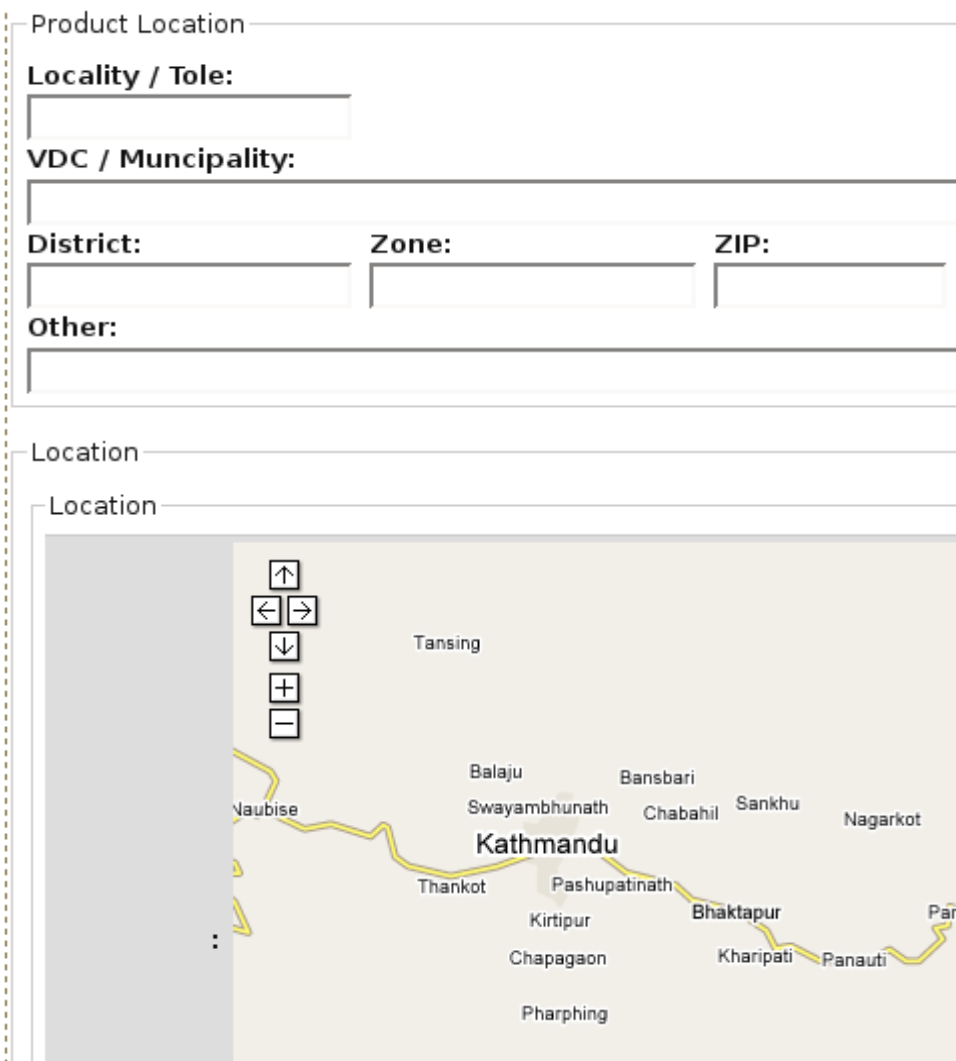 Product Location
Locality / Tole:
VDC / Muncipality:
District: Zone: ZIP:
Other:
Location
Location
Tansing
Balaju Bansbari
Naubise Swayambhunath Chabahil Sankhu Nagarkot
Kathmandu
Thankot Pashupatinath
Kirtipur Bhaktapur Par
:
Chapagaon Kharipati Panauti
Pharphing